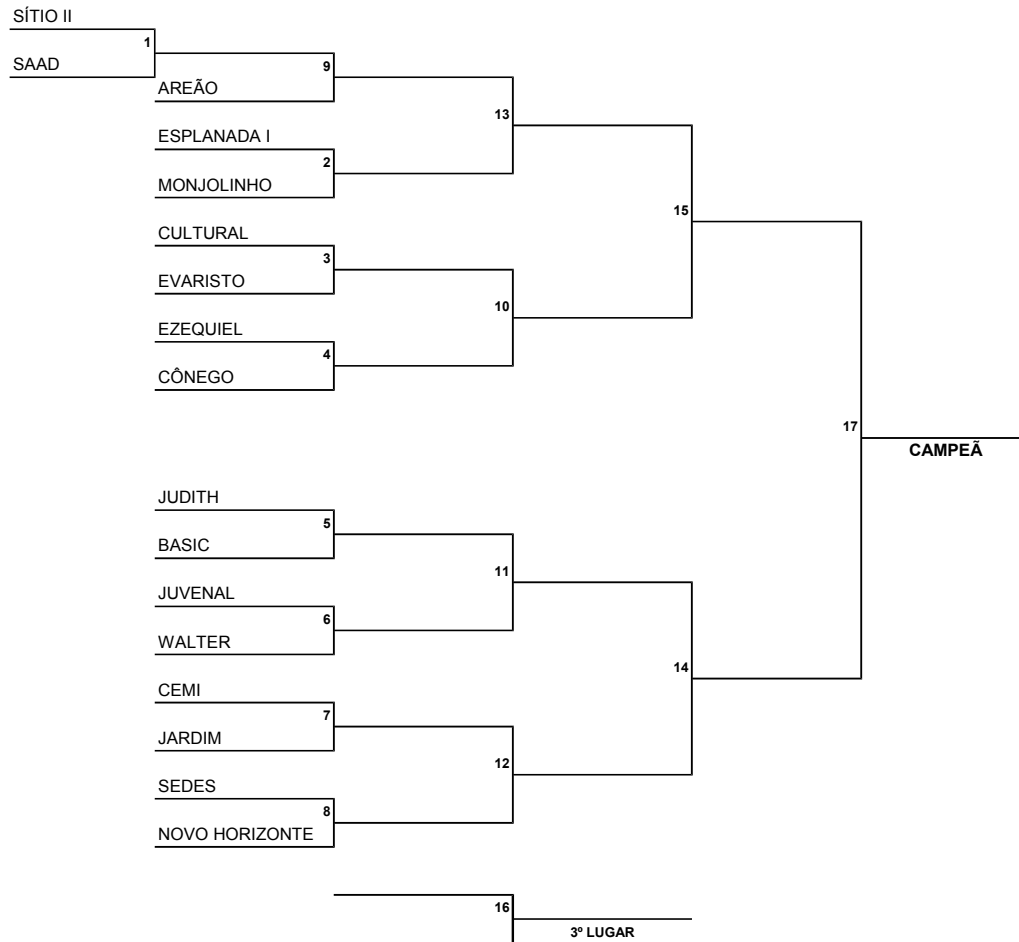 SÍTIO II
1
SAAD
9
AREÃO
13
ESPLANADA I
2
MONJOLINHO
15
CULTURAL
3
EVARISTO
10
EZEQUIEL
4
CÔNEGO
17
CAMPEÃ
JUDITH
5
BASIC
11
JUVENAL
6
WALTER
14
CEMI
7
JARDIM
12
SEDES
8
NOVO HORIZONTE
16
3º LUGAR